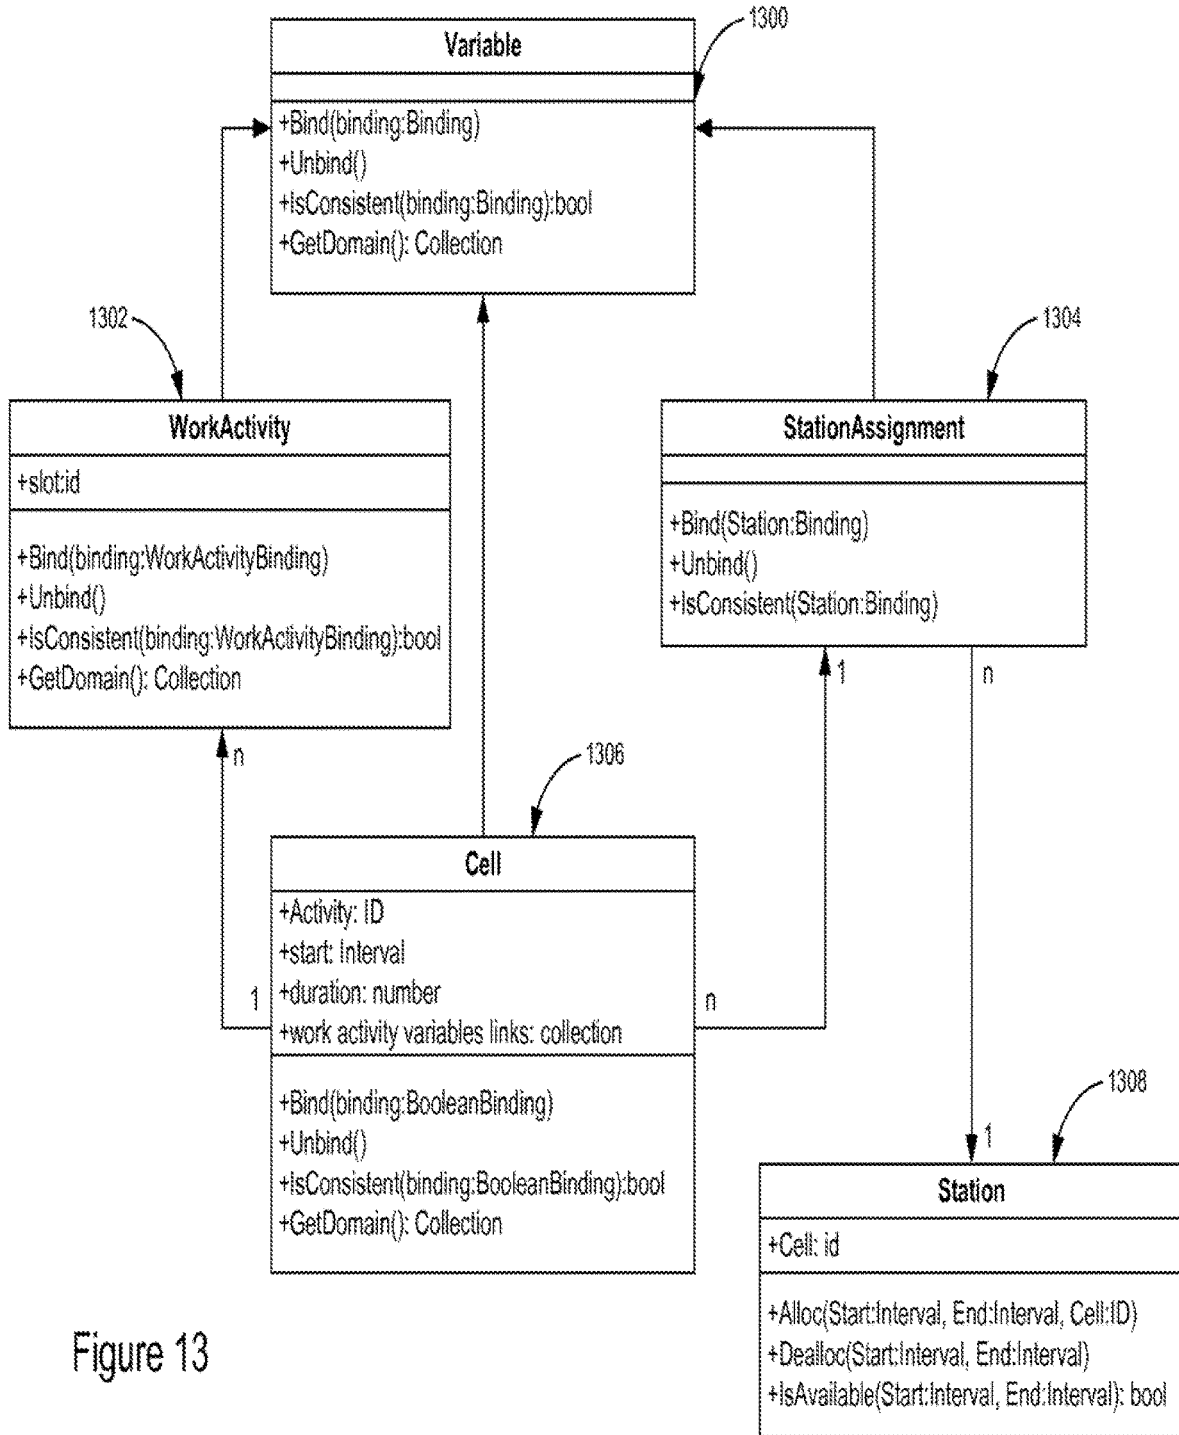 1300
Variable
+Bind(binding:Binding)
+Unbind()
+IsConsistent(binding:Binding):bool
+GetDomain(): Collection
1302
1304
WorkActivity
+slot:id
+Bind(binding:WorkActivityBinding)
+Unbind()
+IsConsistent(binding:WorkActivityBinding):bool
+GetDomain(): Collection
StationAssignment
+Bind(Station:Binding)
+Unbind()
+IsConsistent(Station:Binding)
n
1
n
1306
Cell
+Activity: ID
+start: Interval
+duration: number
+work activity variables links: collection
+Bind(binding:BooleanBinding)
+Unbind()
+IsConsistent(binding:BooleanBinding):bool
+GetDomain(): Collection
1
n
1308
1
Station
+Cell: id
+Alloc(Start:Interval, End:Interval, Cell:ID)
+Dealloc(Start:Interval, End:Interval)
+IsAvailable(Start:Interval, End:Interval): bool
Figure 13